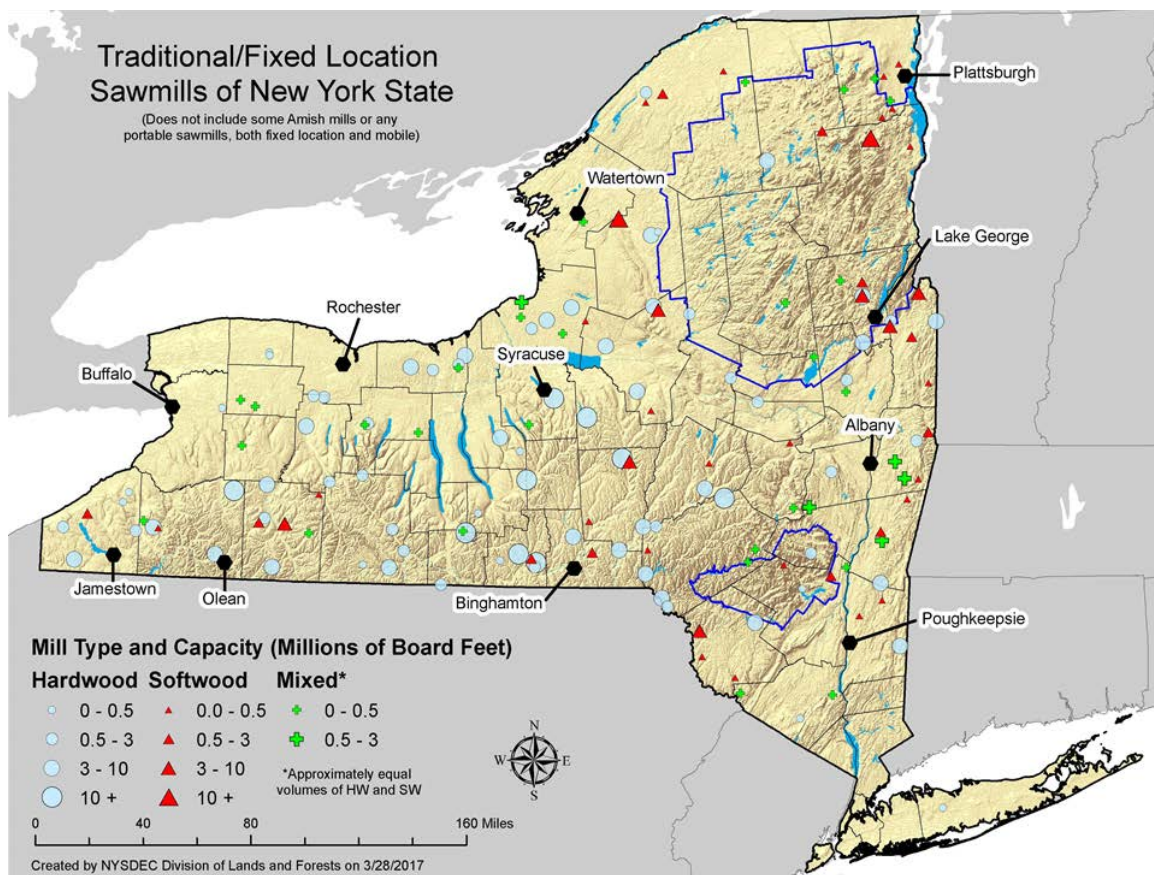 Traditional/Fixed Location
Sawmills of New York State
(Does not include some Amish mills or any
portable sawmills, both fixed location and mobile)
Plattsburgh
Watertown
Lake George
Rochester
Syracuse
Buffalo
Albany
Jamestown
Olean
Binghamton
Poughkeepsie
Mill Type and Capacity (Millions of Board Feet)
Hardwood Softwood Mixed*
0 - 0.5 0.0 - 0.5 0 - 0.5
0.5 - 3 0.5 - 3 0.5 - 3
3 - 10 3 - 10
10 + 10 +
*Approximately equal
volumes of HW and SW
N
W E
S
0 40 80 160 Miles
Created by NYSDEC Division of Lands and Forests on 3/28/2017